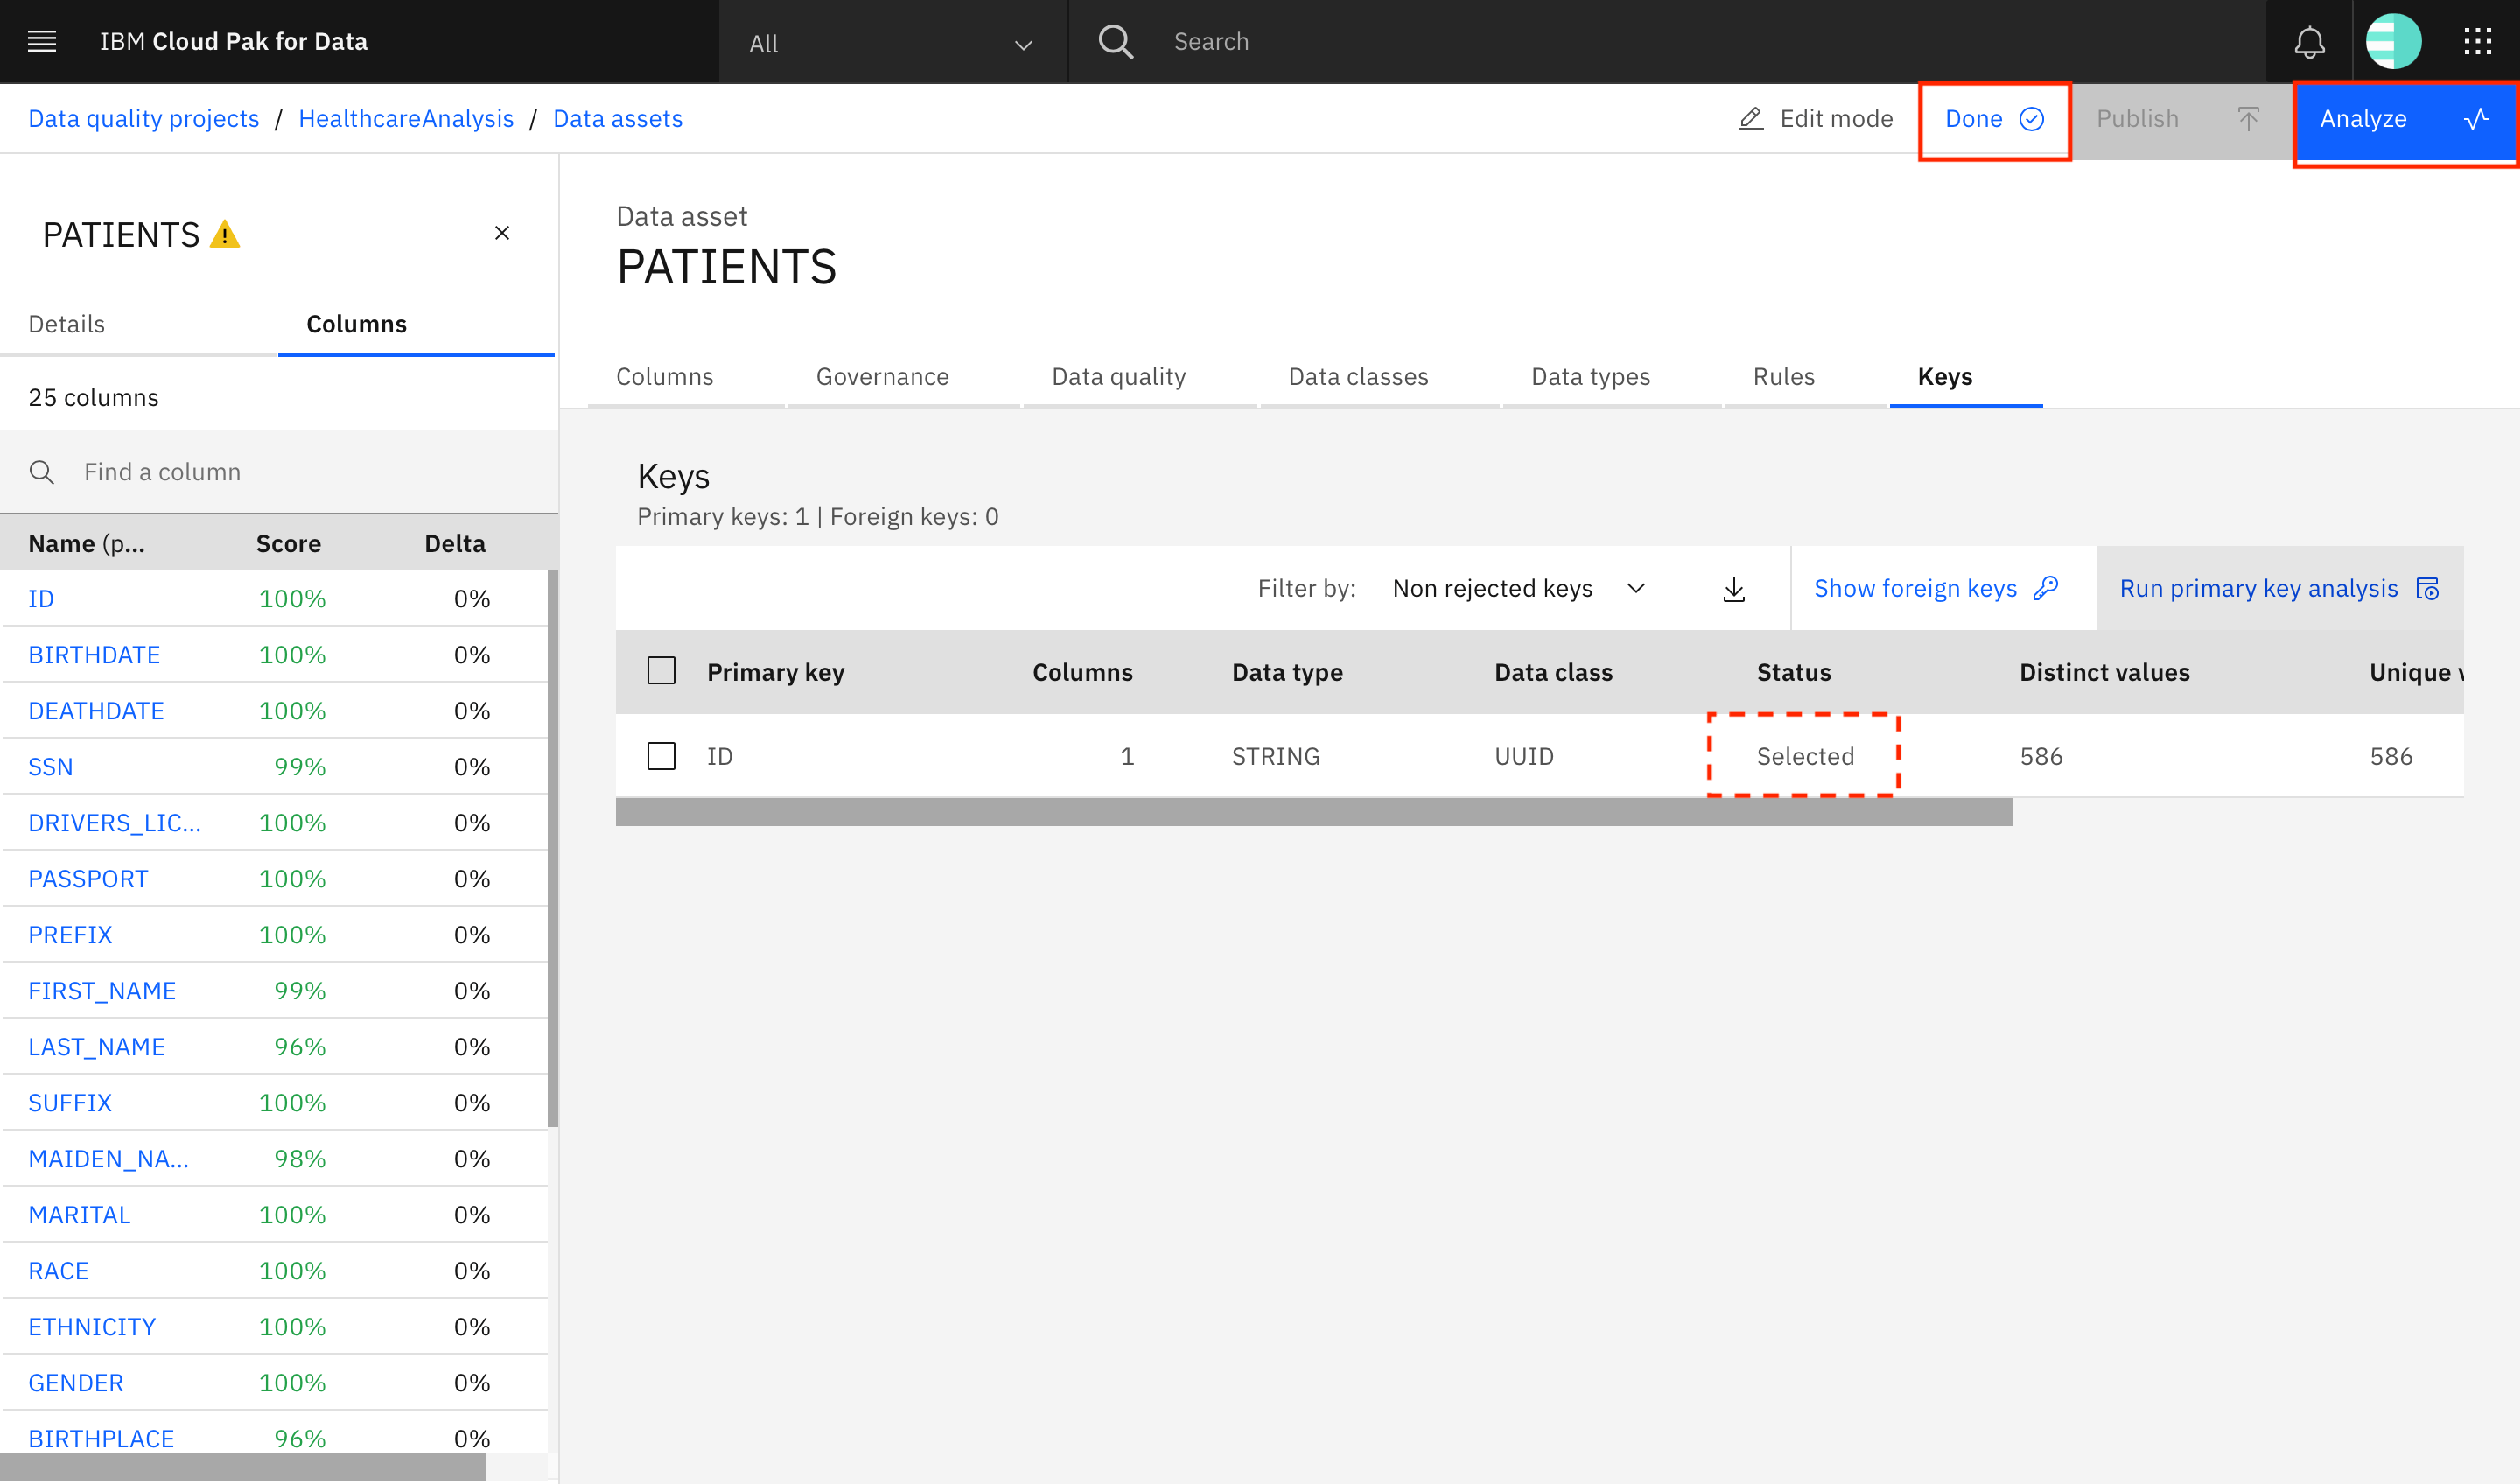 IBM Cloud Pak for Data
All
Search
Data quality projects / HealthcareAnalysis / Data assets
Edit mode
Done
Publish
Analyze
PATIENTS
Details
Columns
25 columns
Find a column
Name (p...
Score
Delta
ID 100% 0%
BIRTHDATE 100% 0%
DEATHDATE 100% 0%
SSN 99% 0%
DRIVERS_LIC... 100% 0%
PASSPORT 100% 0%
PREFIX 100% 0%
FIRST_NAME 99% 0%
LAST_NAME 96% 0%
SUFFIX 100% 0%
MAIDEN_NA... 98% 0%
MARITAL 100% 0%
RACE 100% 0%
ETHNICITY 100% 0%
GENDER 100% 0%
BIRTHPLACE 96% 0%
Data asset
PATIENTS
Columns
Governance
Data quality
Data classes
Data types
Rules
Keys
Keys
Primary keys: 1 | Foreign keys: 0
Filter by: Non rejected keys
Show foreign keys
Run primary key analysis
Primary key Columns Data type Data class Status Distinct values Unique
ID 1 STRING UUID Selected 586 586